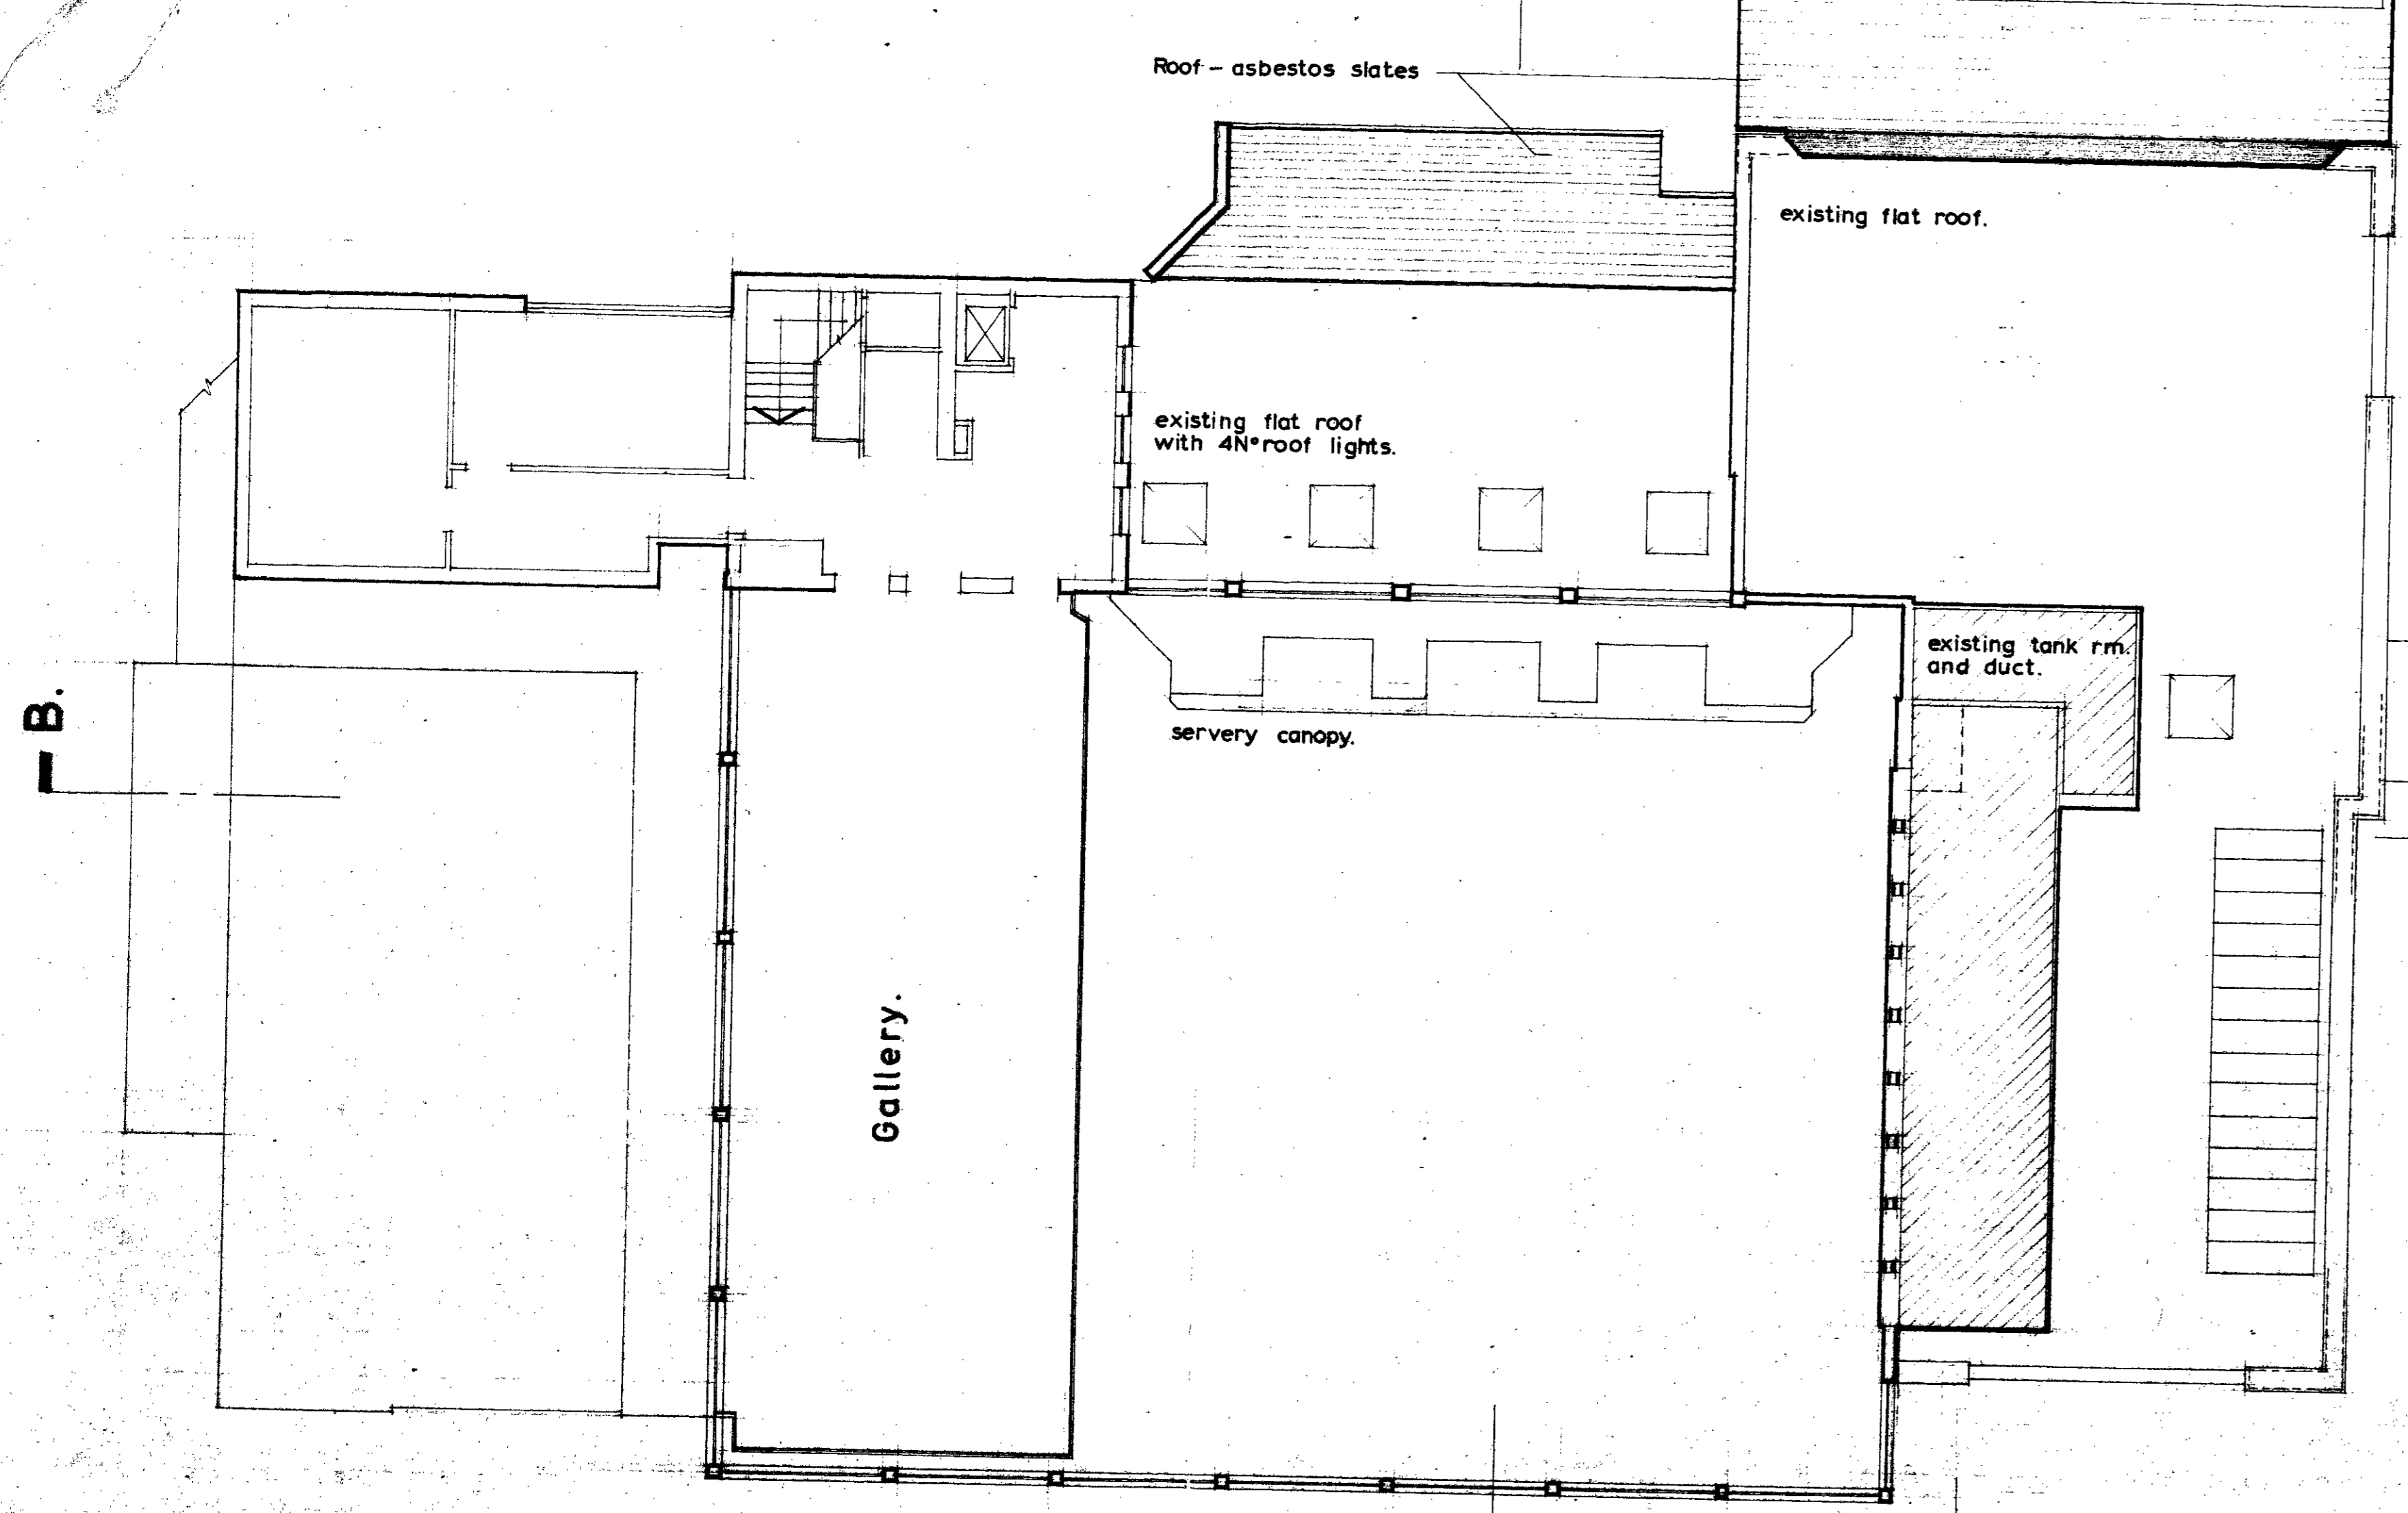 Roof - asbestos slates
existing flat roof.
existing flat roof
with 4N° roof lights.
existing tank rm.
and duct.
servery canopy.
B.
Gallery.